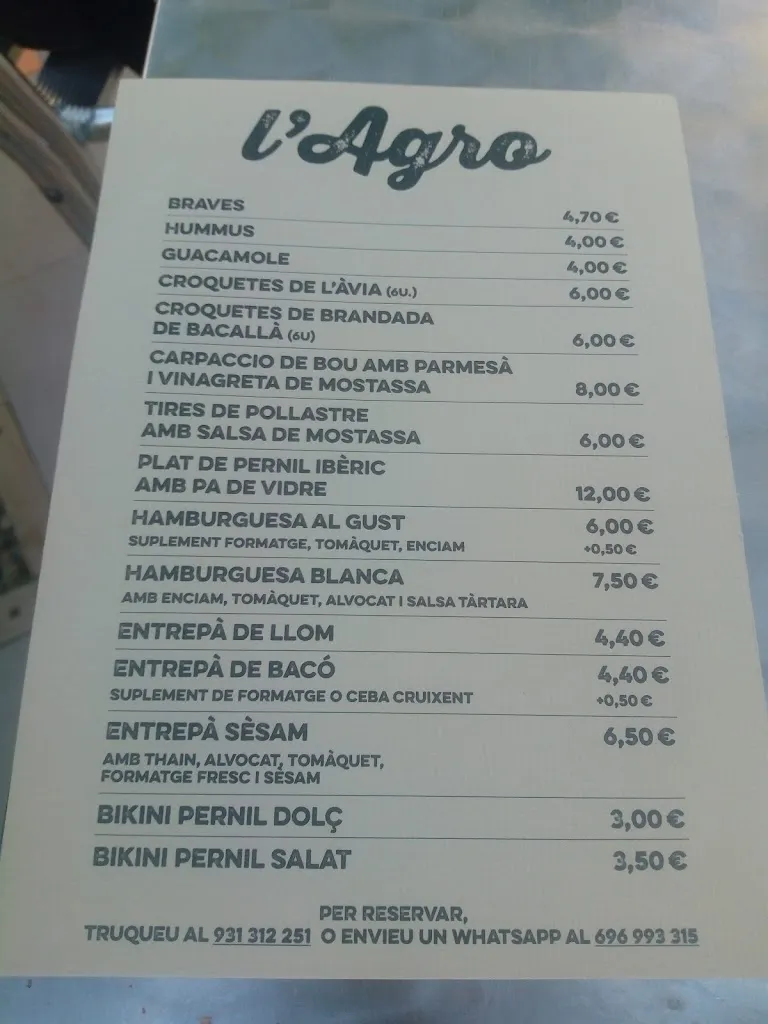 l'Agro
BRAVES 4,70 €
HUMMUS 4,00 €
GUACAMOLE 4,00 €
CROQUETES DE L'ÀVIA (6U.) 6,00 €
CROQUETES DE BRANDADA
DE BACALLÀ (6U) 6,00 €
CARPACCIO DE BOU AMB PARMESÀ
I VINAGRETA DE MOSTASSA 8,00 €
TIRES DE POLLASTRE
AMB SALSA DE MOSTASSA 6,00 €
PLAT DE PERNIL IBÈRIC
AMB PA DE VIDRE 12,00 €
HAMBURGUESA AL GUST 6,00 €
SUPLEMENT FORMATGE, TOMÀQUET, ENCIAM +0,50 €
HAMBURGUESA BLANCA 7,50 €
AMB ENCIAM, TOMÀQUET, ALVOCAT I SALSA TÀRTARA
ENTREPÀ DE LLOM 4,40 €
ENTREPÀ DE BACÓ 4,40 €
SUPLEMENT DE FORMATGE O CEBA CRUIXENT +0,50 €
ENTREPÀ SÈSAM 6,50 €
AMB THAIN, ALVOCAT, TOMÀQUET,
FORMATGE FRESC I SÈSAM
BIKINI PERNIL DOLÇ 3,00 €
BIKINI PERNIL SALAT 3,50 €
PER RESERVAR,
TRUQUEU AL 931 312 251 O ENVIEU UN WHATSAPP AL 696 993 315